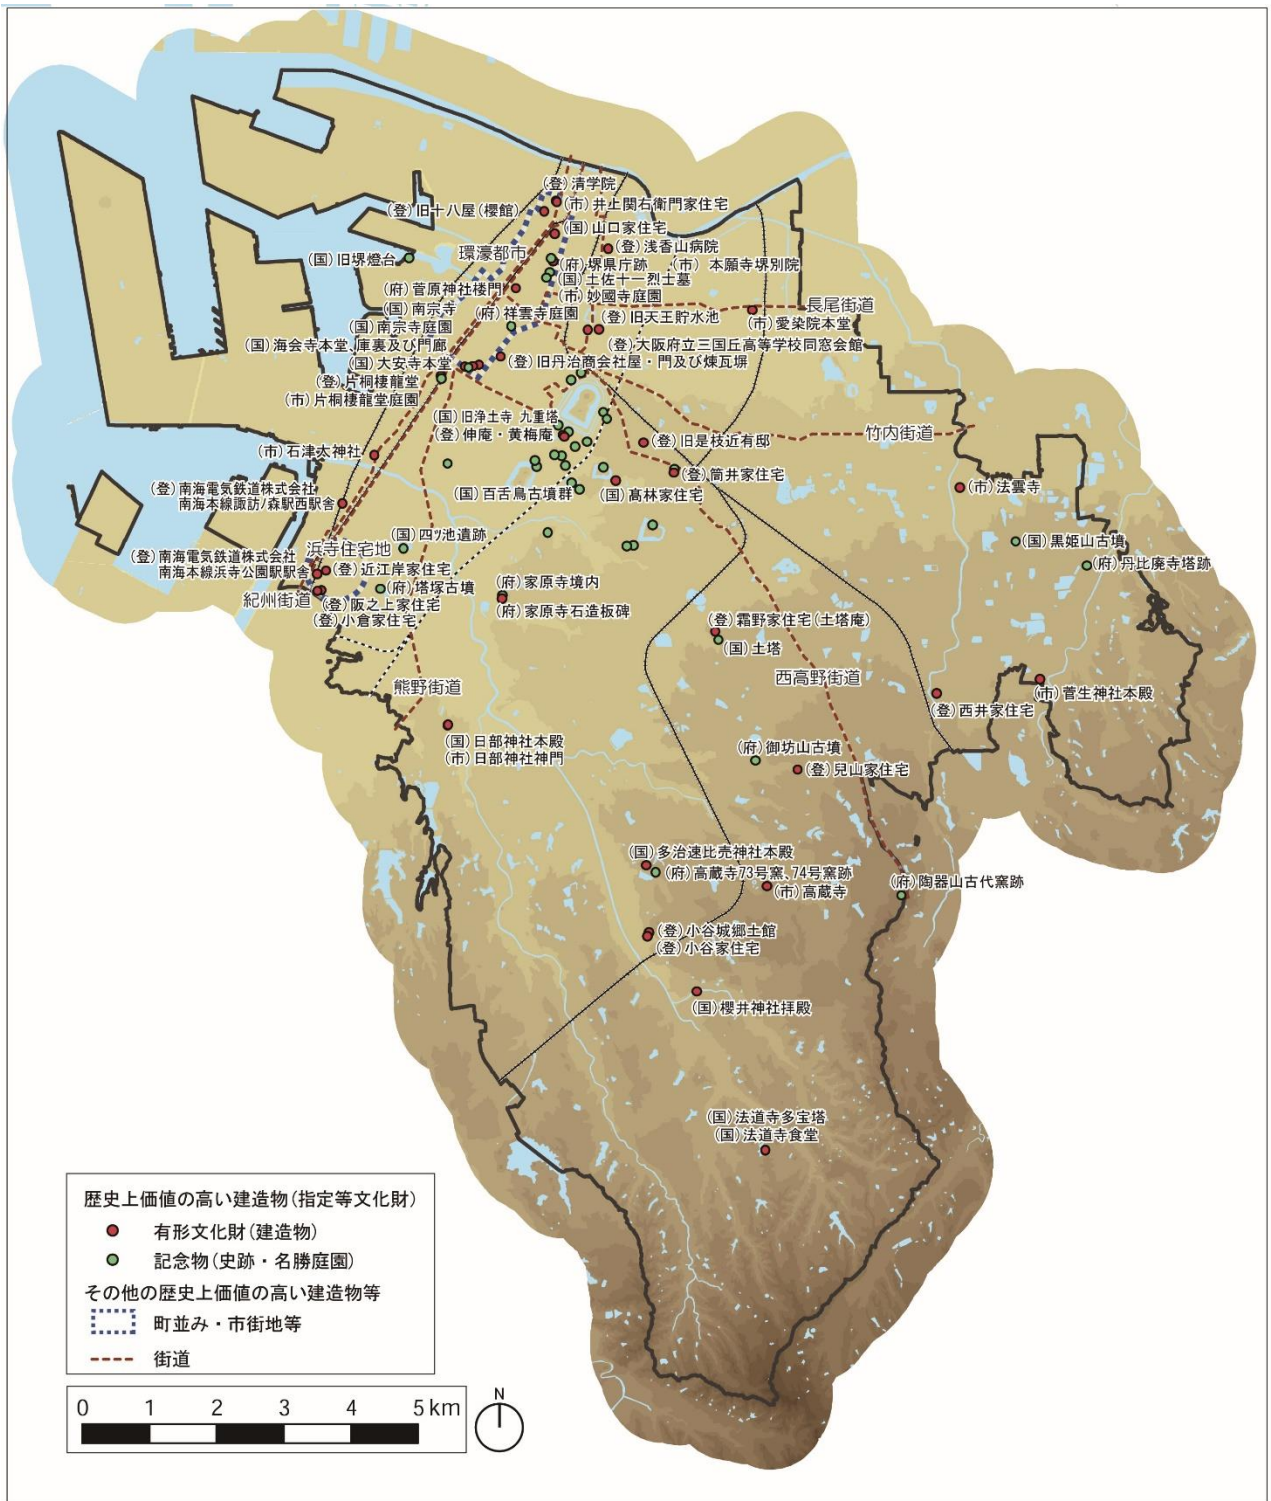 (登)清学院
(市)井上関右衛門家住宅
(登)旧十八屋(櫻館)
(国)山口家住宅
(登)浅香山病院
環濠都市
(国)旧堺燈台
(府)堺県庁跡
(市)本願寺堺別院
(国)土佐十一烈士墓
(府)菅原神社楼門
(市)妙國寺庭園
長尾街道
(国)南宗寺
(府)祥雲寺庭園
(市)愛染院本堂
(国)南宗寺庭園
(登)旧天王貯水池
(国)海会寺本堂、庫裏及び門廊
(登)大阪府立三国丘高等学校同窓会館
(国)大安寺本堂
(登)旧丹治商会社屋・門及び煉瓦塀
(登)片桐棲龍堂
(市)片桐棲龍堂庭園
(国)旧浄土寺 九重塔
竹内街道
(登)伸庵・黄梅庵
(登)旧是枝近有邸
(市)石津太神社
(登)筒井家住宅
(登)南海電気鉄道株式会社
南海本線諏訪ノ森駅西駅舎
(国)百舌鳥古墳群
(国)髙林家住宅
(市)法雲寺
(国)四ツ池遺跡
(国)黒姫山古墳
浜寺住宅地
(登)南海電気鉄道株式会社
南海本線浜寺公園駅駅舎
(登)近江岸家住宅
(府)丹比廃寺塔跡
(府)塔塚古墳
(府)家原寺境内
紀州街道
(登)阪之上家住宅
(府)家原寺石造板碑
(登)小倉家住宅
(登)霜野家住宅(土塔庵)
(国)土塔
西高野街道
熊野街道
(市)菅生神社本殿
(登)西井家住宅
(国)日部神社本殿
(市)日部神社神門
(府)御坊山古墳
(登)兒山家住宅
(国)多治速比売神社本殿
(府)高蔵寺73号窯、74号窯跡
(市)高蔵寺
(府)陶器山古代窯跡
(登)小谷城郷土館
(登)小谷家住宅
(国)櫻井神社拝殿
(国)法道寺多宝塔
(国)法道寺食堂
歴史上価値の高い建造物(指定等文化財)
有形文化財(建造物)
記念物(史跡・名勝庭園)
その他の歴史上価値の高い建造物等
町並み・市街地等
街道
0 1 2 3 4 5km
N